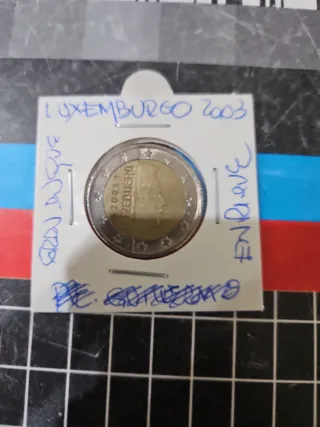 LUXEMBURGO 2003
GRAN DUQUE
ENRIQUE
2003
LËTZEBUERG